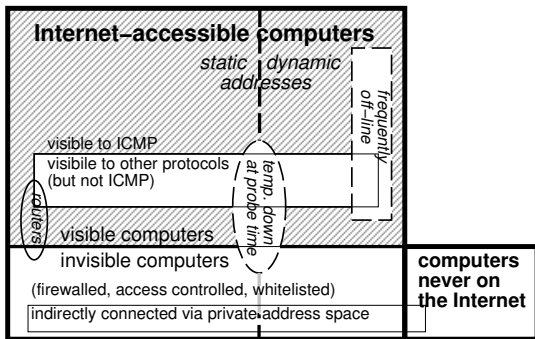 Internet-accessible computers
static dynamic
addresses
frequently
off-line
visible to ICMP
visibile to other protocols
(but not ICMP)
temp. down
at probe time
routers
visible computers
invisible computers
(firewalled, access controlled, whitelisted)
indirectly connected via private address space
computers
never on
the Internet